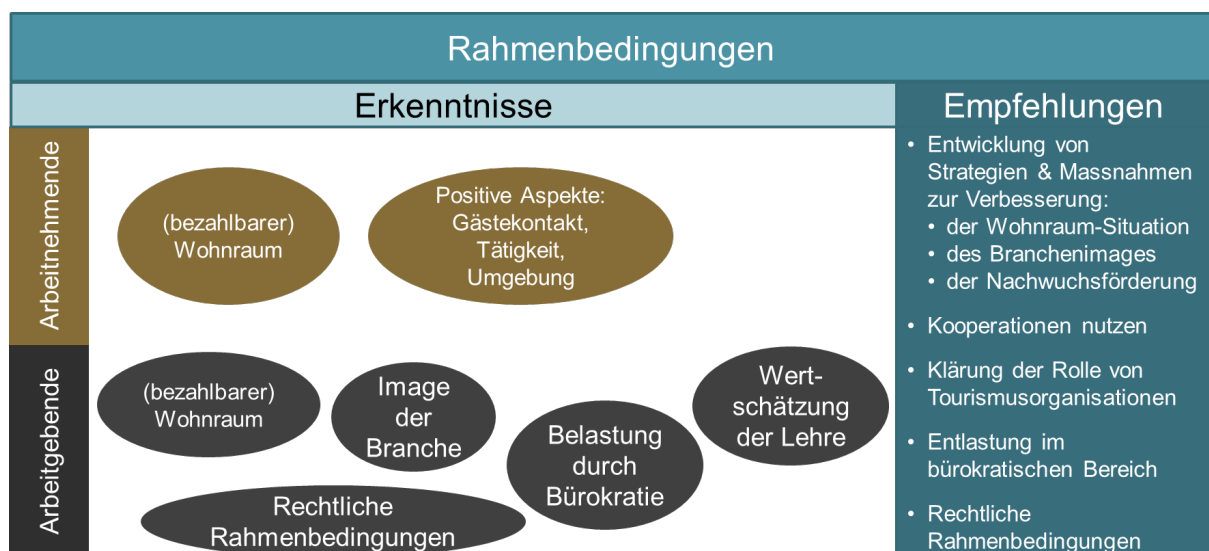 Rahmenbedingungen
Erkenntnisse
Empfehlungen
Arbeitnehmende
(bezahlbarer)
Wohnraum
Positive Aspekte:
Gästekontakt,
Tätigkeit,
Umgebung
Arbeitgebende
(bezahlbarer)
Wohnraum
Image
der
Branche
Belastung
durch
Bürokratie
Wert-
schätzung
der Lehre
Rechtliche
Rahmenbedingungen
• Entwicklung von
Strategien & Massnahmen
zur Verbesserung:
• der Wohnraum-Situation
• des Branchenimages
• der Nachwuchsförderung
• Kooperationen nutzen
• Klärung der Rolle von
Tourismusorganisationen
• Entlastung im
bürokratischen Bereich
• Rechtliche
Rahmenbedingungen